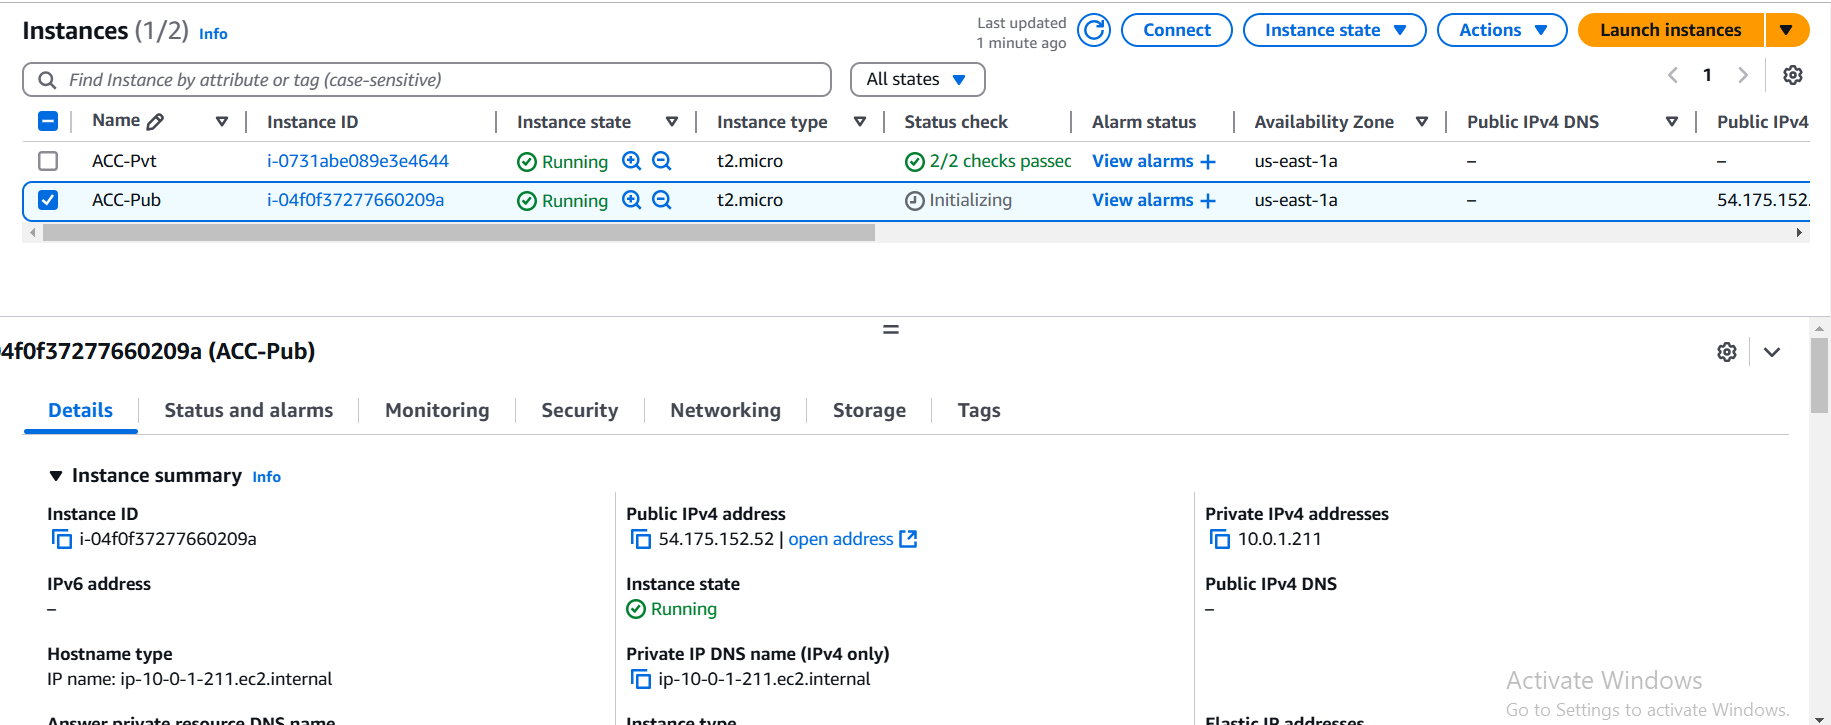 Instances (1/2) Info
Last updated
1 minute ago
Connect
Instance state
Actions
Launch instances
Find Instance by attribute or tag (case-sensitive)
All states
1
Name Instance ID Instance state Instance type Status check Alarm status Availability Zone Public IPv4 DNS Public IPv4
ACC-Pvt i-0731abe089e3e4644 Running t2.micro 2/2 checks passec View alarms + us-east-1a – –
ACC-Pub i-04f0f37277660209a Running t2.micro Initializing View alarms + us-east-1a – 54.175.152.
4f0f37277660209a (ACC-Pub)
Details Status and alarms Monitoring Security Networking Storage Tags
Instance summary Info
Instance ID
i-04f0f37277660209a
Public IPv4 address
54.175.152.52 | open address
Private IPv4 addresses
10.0.1.211
IPv6 address
–
Instance state
Running
Public IPv4 DNS
–
Hostname type
IP name: ip-10-0-1-211.ec2.internal
Private IP DNS name (IPv4 only)
ip-10-0-1-211.ec2.internal
Answer private resource DNS name
Instance type
Elastic IP addresses
Activate Windows
Go to Settings to activate Windows.